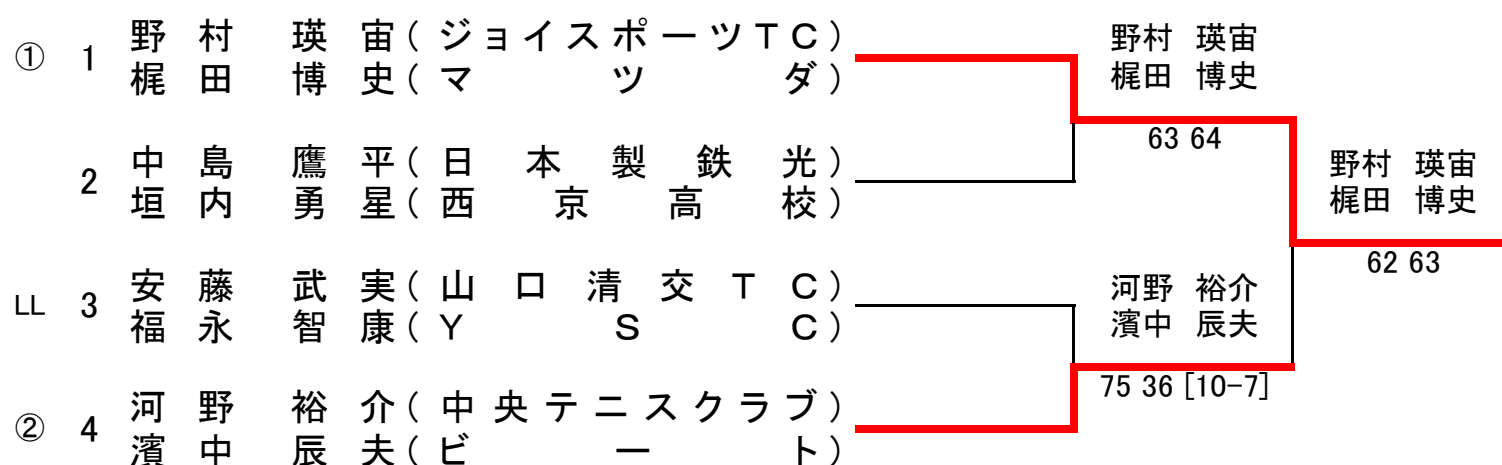 ① 1 野村 瑛宙(ジョイスポーツTC)
梶田 博史(マツダ)
2 中島 鷹平(日本製鉄光)
垣内 勇星(西京高校)
LL 3 安藤 武実(山口清交TC)
福永 智康(YSC)
② 4 河野 裕介(中央テニスクラブ)
濱中 辰夫(ビート)
野村 瑛宙
梶田 博史
63 64
河野 裕介
濱中 辰夫
75 36 [10-7]
野村 瑛宙
梶田 博史
62 63